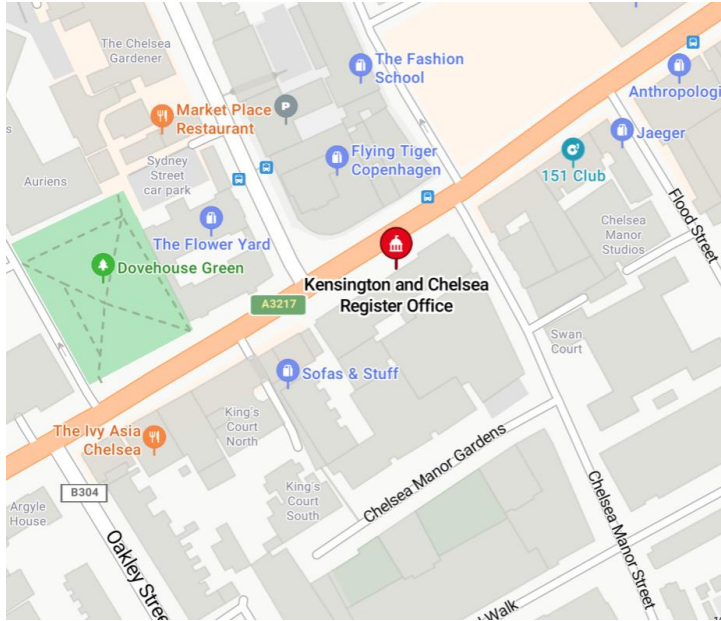 The Chelsea
Gardener
The Fashion
School
Anthropologi
Market Place
Restaurant
P
Jaeger
Flying Tiger
Copenhagen
151 Club
Sydney
Street
car park
Auriens
Flood Street
Chelsea
Manor
Studios
The Flower Yard
Dovehouse Green
Kensington and Chelsea
Register Office
A3217
Swan
Court
Sofas & Stuff
King's
Court
North
The Ivy Asia
Chelsea
Chelsea Manor Gardens
B304
King's
Court
South
Argyle
House
Chelsea Manor Street
Oakley Stree
Walk